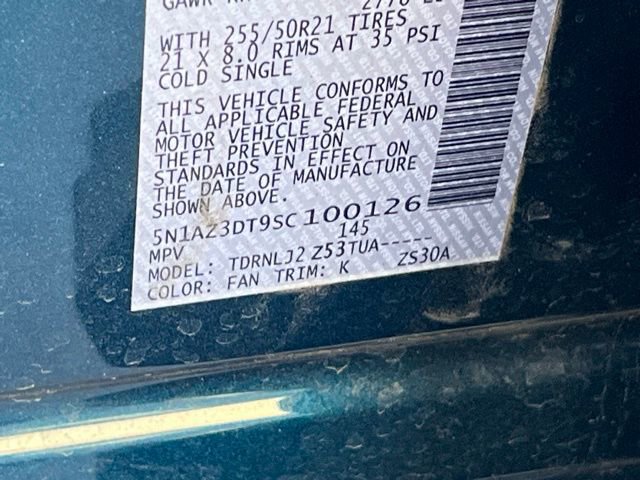 WITH 255/50R21 TIRES
21 X 8.0 RIMS AT 35 PSI
COLD SINGLE
THIS VEHICLE CONFORMS TO
ALL APPLICABLE FEDERAL
MOTOR VEHICLE SAFETY AND
THEFT PREVENTION
STANDARDS IN EFFECT ON
THE DATE OF MANUFACTURE
SHOWN ABOVE.
5N1AZ3DT9SC100126
MPV 145
MODEL: TDRNLJ2 Z53TUA-----
COLOR: FAN TRIM: K ZS30A